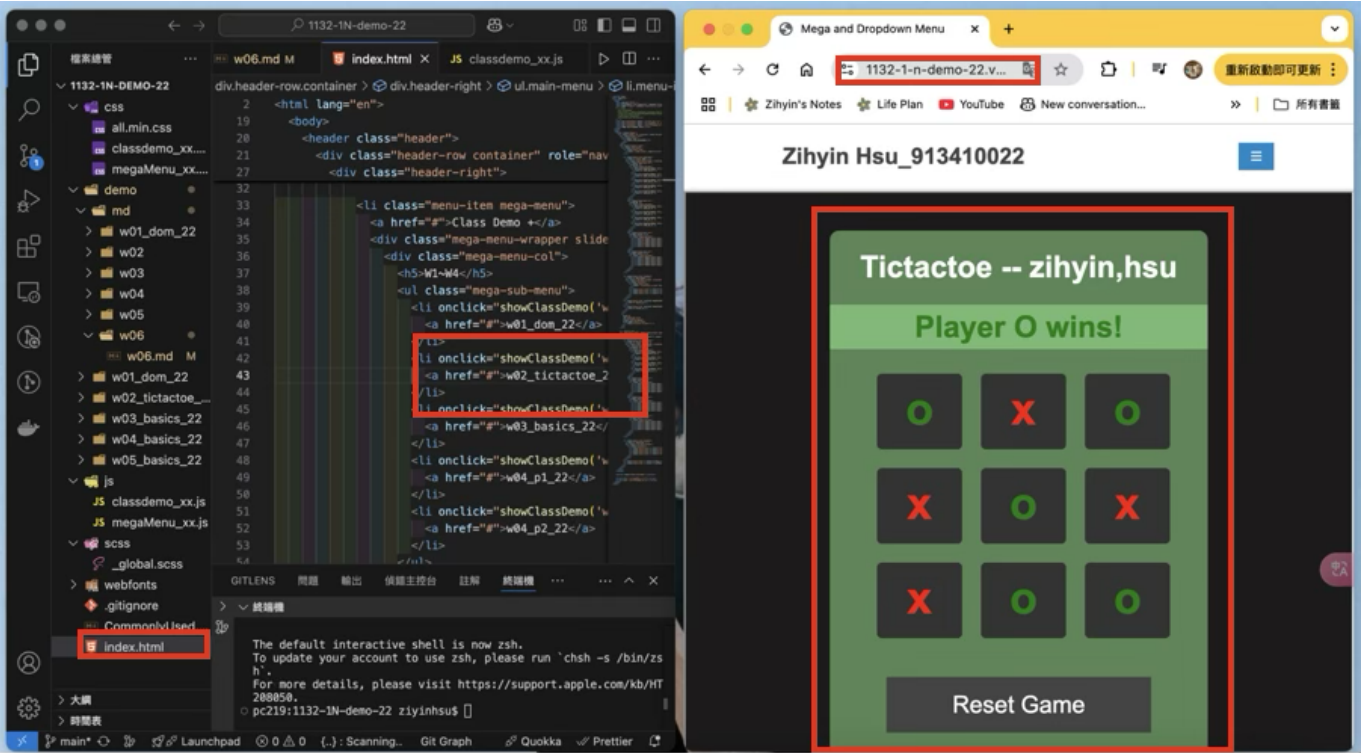 1132-1N-demo-22
檔案總管
w06.md M
index.html
JS classdemo_xx.js
1132-1N-DEMO-22
css
all.min.css
classdemo_xx....
megaMenu_xx....
demo
md
w01_dom_22
w02
w03
w04
w05
w06
w06.md M
w01_dom_22
w02_tictactoe_...
w03_basics_22
w04_basics_22
w05_basics_22
js
JS classdemo_xx.js
JS megaMenu_xx.js
scss
_global.scss
webfonts
.gitignore
CommonlyUsed
index.html
大綱
時間表
div.header-row.container > div.header-right > ul.main-menu > li.menu-i
2 <html lang="en">
19 <body>
20 <header class="header">
21 <div class="header-row container" role="nav
27 <div class="header-right">
32
33 <li class="menu-item mega-menu">
34 <a href="#">Class Demo +</a>
35 <div class="mega-menu-wrapper slide
36 <div class="mega-menu-col">
37 <h5>W1~W4</h5>
38 <ul class="mega-sub-menu">
39 <li onclick="showClassDemo('w
40 <a href="#">w01_dom_22</a>
41 </li>
42 <li onclick="showClassDemo('w
43 <a href="#">w02_tictactoe_2
44 </li>
45 <li onclick="showClassDemo('w
46 <a href="#">w03_basics_22</
47 </li>
48 <li onclick="showClassDemo('w
49 <a href="#">w04_p1_22</a>
50 </li>
51 <li onclick="showClassDemo('w
52 <a href="#">w04_p2_22</a>
53 </li>
54 </ul>
GITLENS 問題 輸出 偵錯主控台 註解 終端機 ...
終端機
The default interactive shell is now zsh.
To update your account to use zsh, please run `chsh -s /bin/zs
h`.
For more details, please visit https://support.apple.com/kb/HT
208050.
pc219:1132-1N-demo-22 ziyinhsu$
main* Launchpad 0 0 {..} : Scanning.. Git Graph Quokka Prettier
Mega and Dropdown Menu
1132-1-n-demo-22.v...
重新啟動即可更新
Zihyin's Notes
Life Plan
YouTube
New conversation...
»
所有書籤
Zihyin Hsu_913410022
Tictactoe -- zihyin,hsu
Player O wins!
O X O
X O X
X O O
Reset Game